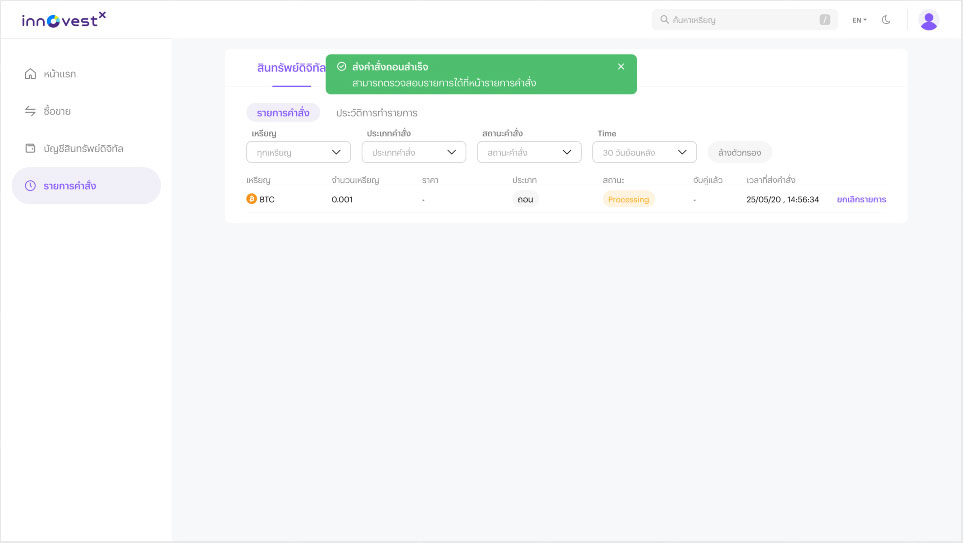 innovestx
ค้นหาเหรียญ
/
EN
หน้าแรก
ซื้อขาย
บัญชีสินทรัพย์ดิจิทัล
รายการคำสั่ง
สินทรัพย์ดิจิทัล
ส่งคำสั่งถอนสำเร็จ
สามารถตรวจสอบรายการได้ที่หน้ารายการคำสั่ง
รายการคำสั่ง ประวัติการทำรายการ
เหรียญ ประเภทคำสั่ง สถานะคำสั่ง Time
ทุกเหรียญ ประเภทคำสั่ง สถานะคำสั่ง 30 วันย้อนหลัง ล้างตัวกรอง
เหรียญ จำนวนเหรียญ ราคา ประเภท สถานะ จับคู่แล้ว เวลาที่ส่งคำสั่ง
BTC 0.001 - ถอน Processing - 25/05/20 , 14:56:34 ยกเลิกรายการ